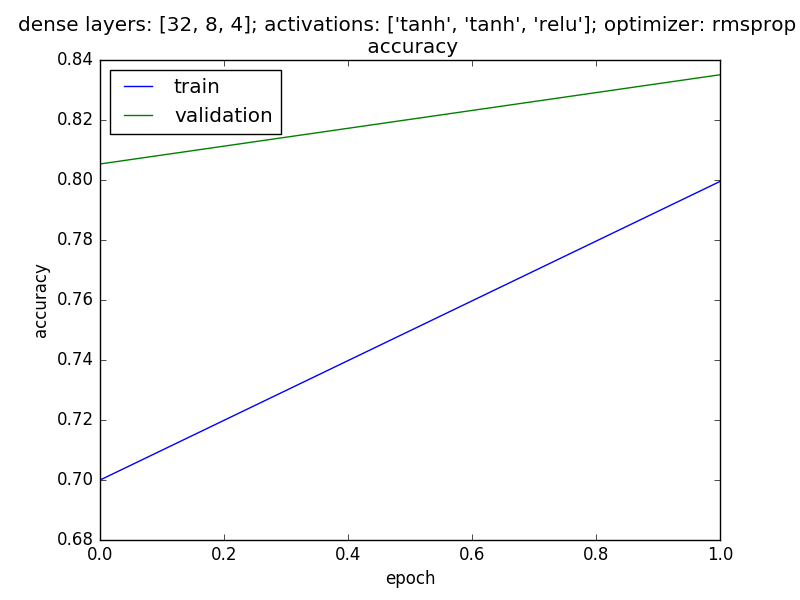 dense layers: [32, 8, 4]; activations: ['tanh', 'tanh', 'relu']; optimizer: rmsprop
accuracy
train
validation
0.84
0.82
0.80
0.78
0.76
0.74
0.72
0.70
0.68
accuracy
0.0 0.2 0.4 0.6 0.8 1.0
epoch